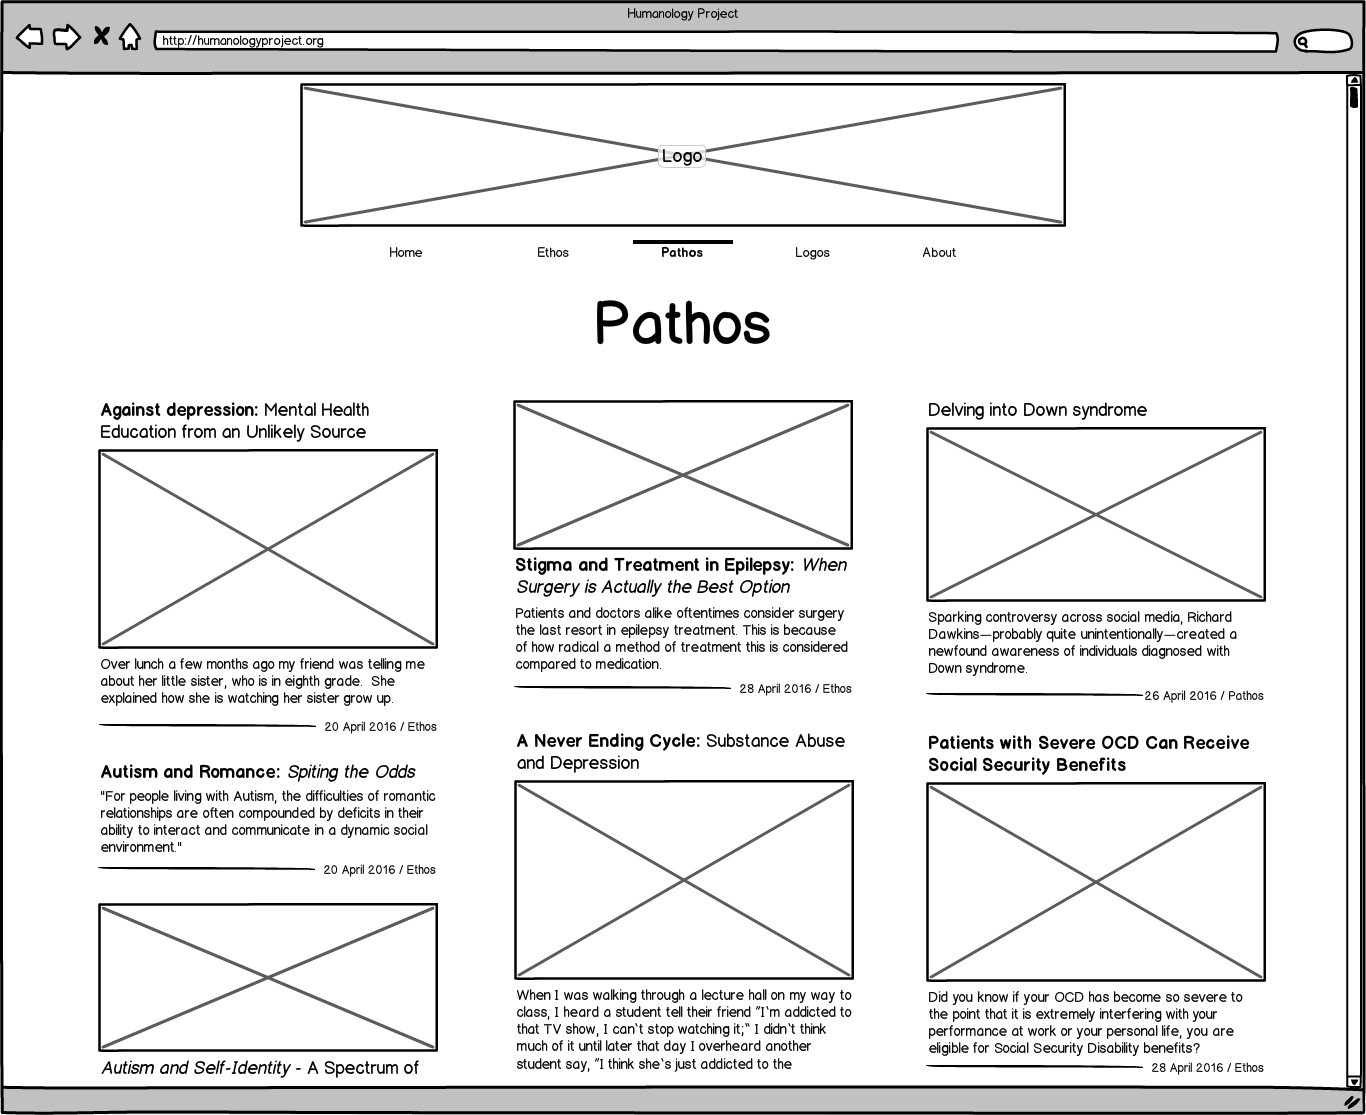 Humanology Project
http://humanologyproject.org
Logo
Home Ethos Pathos Logos About
Pathos
Against depression: Mental Health
Education from an Unlikely Source
Over lunch a few months ago my friend was telling me
about her little sister, who is in eighth grade.  She
explained how she is watching her sister grow up.
20 April 2016 / Ethos
Autism and Romance: Spiting the Odds
"For people living with Autism, the difficulties of romantic
relationships are often compounded by deficits in their
ability to interact and communicate in a dynamic social
environment."
20 April 2016 / Ethos
Autism and Self-Identity - A Spectrum of
Stigma and Treatment in Epilepsy: When
Surgery is Actually the Best Option
Patients and doctors alike oftentimes consider surgery
the last resort in epilepsy treatment. This is because
of how radical a method of treatment this is considered
compared to medication.
28 April 2016 / Ethos
A Never Ending Cycle: Substance Abuse
and Depression
When I was walking through a lecture hall on my way to
class, I heard a student tell their friend “I`m addicted to
that TV show, I can`t stop watching it;“ I didn`t think
much of it until later that day I overheard another
student say, “I think she`s just addicted to the
Delving into Down syndrome
Sparking controversy across social media, Richard
Dawkins—probably quite unintentionally—created a
newfound awareness of individuals diagnosed with
Down syndrome.
26 April 2016 / Pathos
Patients with Severe OCD Can Receive
Social Security Benefits
Did you know if your OCD has become so severe to
the point that it is extremely interfering with your
performance at work or your personal life, you are
eligible for Social Security Disability benefits?
28 April 2016 / Ethos